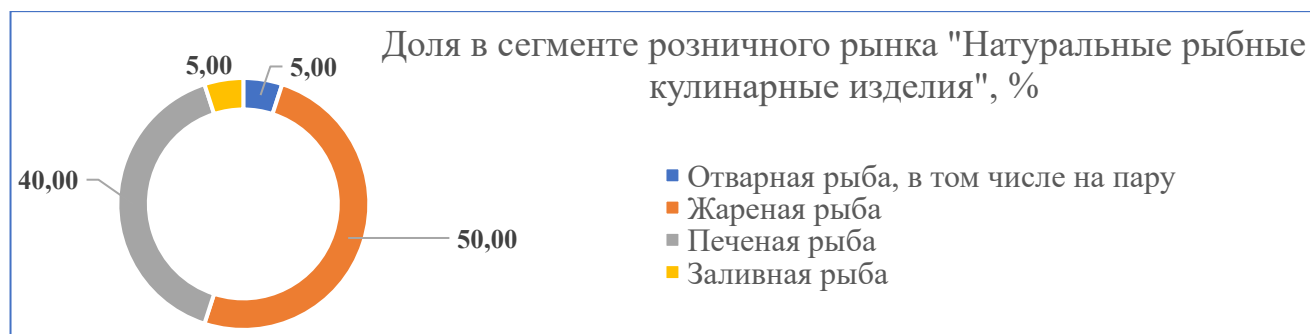 Доля в сегменте розничного рынка "Натуральные рыбные
кулинарные изделия", %
5,00
5,00
40,00
50,00
Отварная рыба, в том числе на пару
Жареная рыба
Печеная рыба
Заливная рыба